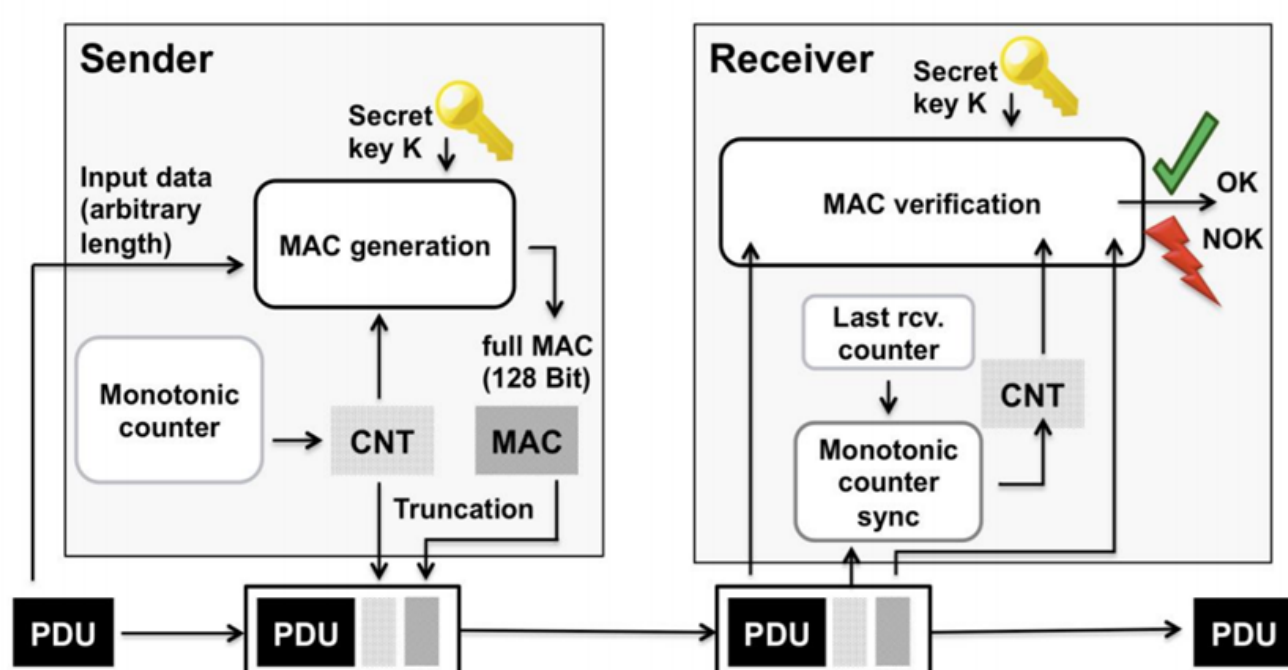 Sender
Secret
key K
Input data
(arbitrary
length)
MAC generation
full MAC
(128 Bit)
Monotonic
counter
CNT
MAC
Truncation
PDU
PDU
Receiver
Secret
key K
MAC verification
OK
NOK
Last rcv.
counter
CNT
Monotonic
counter
sync
PDU
PDU